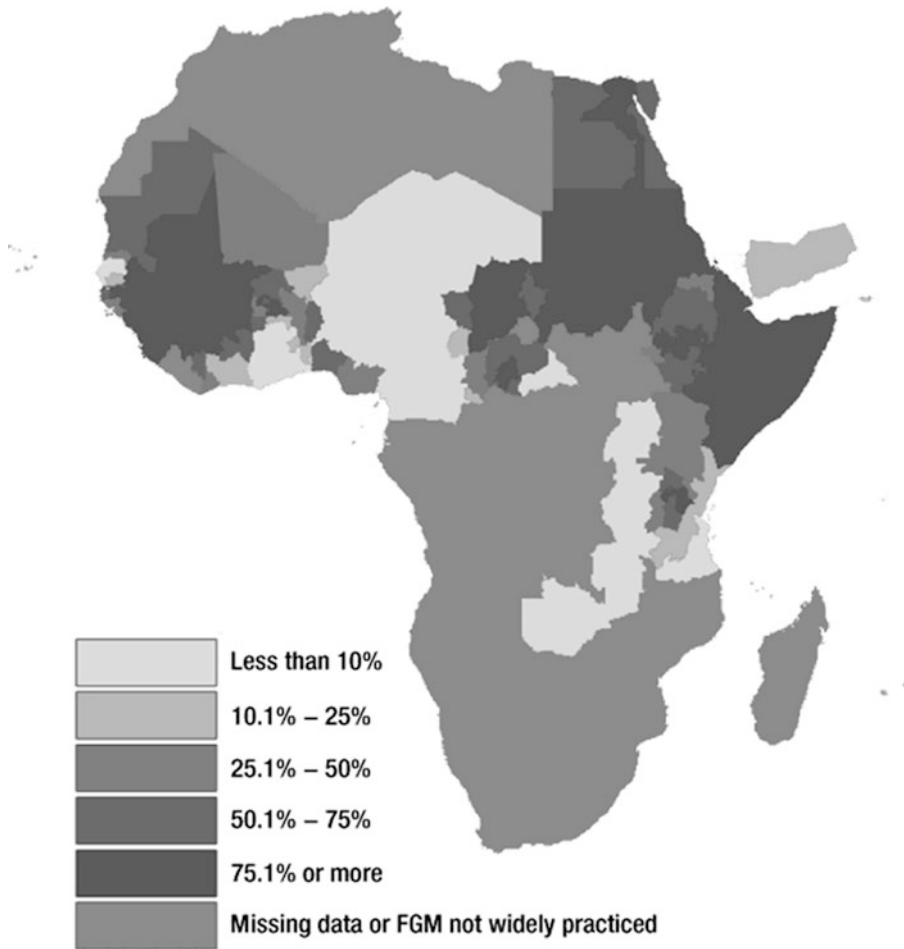 Less than 10%
10.1% – 25%
25.1% – 50%
50.1% – 75%
75.1% or more
Missing data or FGM not widely practiced